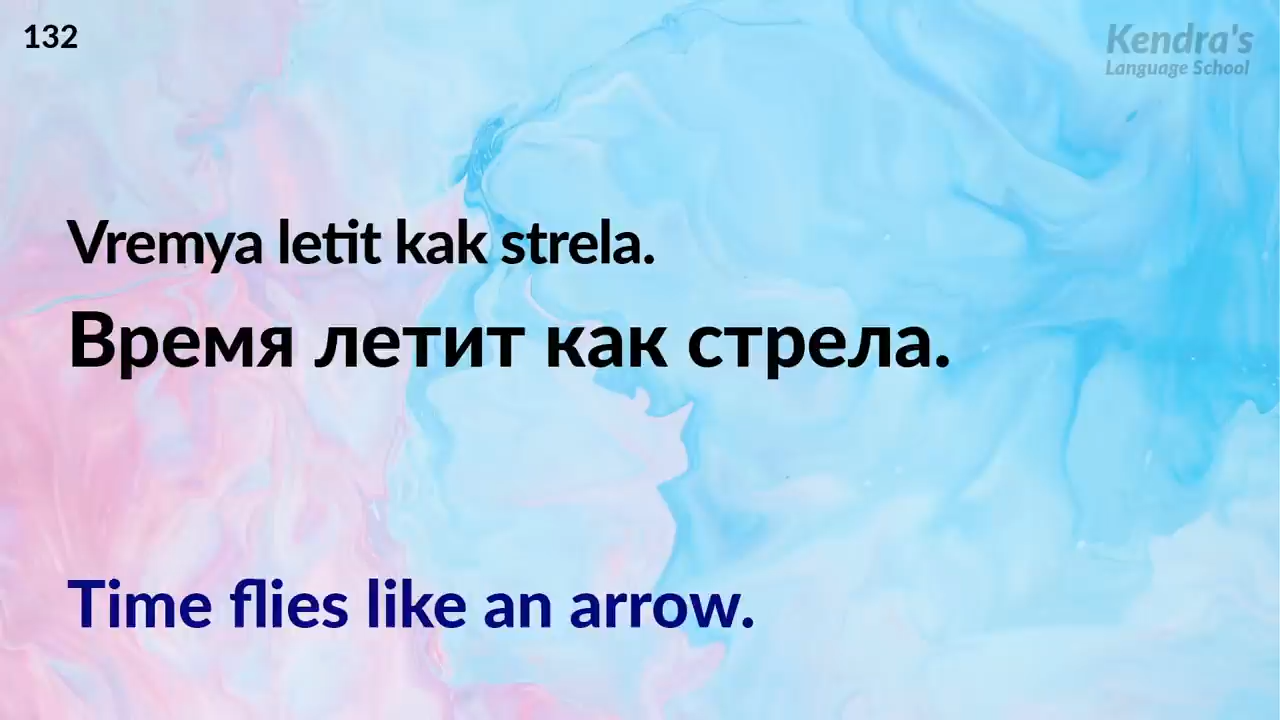 132
Kendra's
Language School
Vremya letit kak strela.
Время летит как стрела.
Time flies like an arrow.